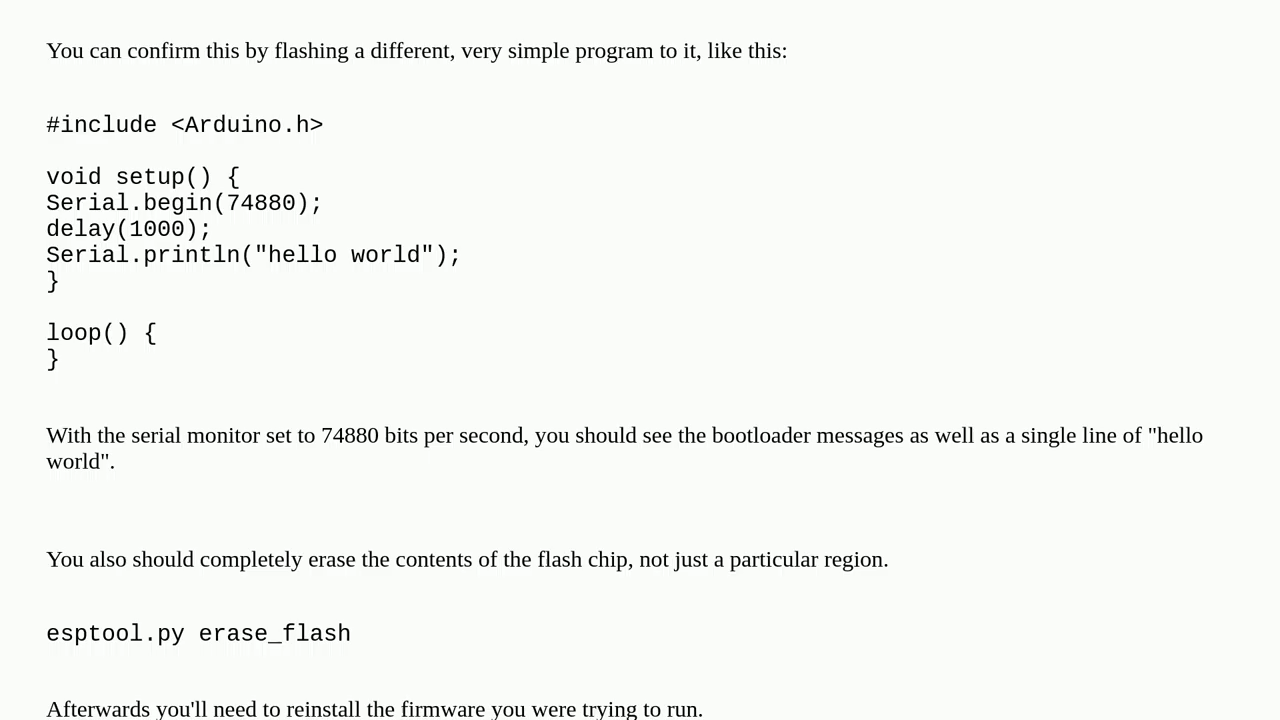 You can confirm this by flashing a different, very simple program to it, like this:
#include <Arduino.h>
void setup() {
Serial.begin(74880);
delay(1000);
Serial.println("hello world");
}
loop() {
}
With the serial monitor set to 74880 bits per second, you should see the bootloader messages as well as a single line of "hello
world".
You also should completely erase the contents of the flash chip, not just a particular region.
esptool.py erase_flash
Afterwards you'll need to reinstall the firmware you were trying to run.